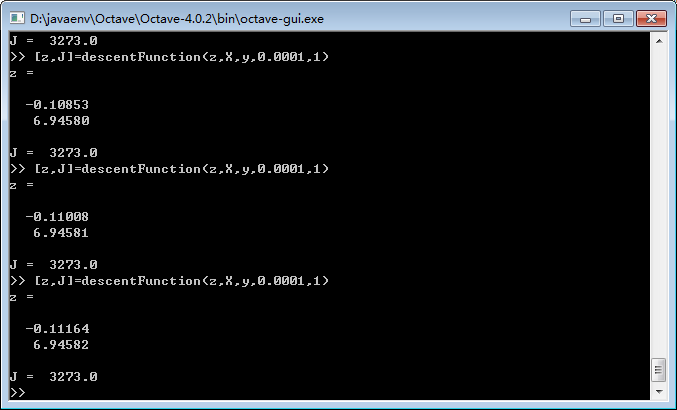 D:\javaenv\Octave\Octave-4.0.2\bin\octave-gui.exe
J =  3273.0
>> [z,J]=descentFunction(z,X,y,0.0001,1)
z =
  -0.10853
   6.94580
J =  3273.0
>> [z,J]=descentFunction(z,X,y,0.0001,1)
z =
  -0.11008
   6.94581
J =  3273.0
>> [z,J]=descentFunction(z,X,y,0.0001,1)
z =
  -0.11164
   6.94582
J =  3273.0
>>